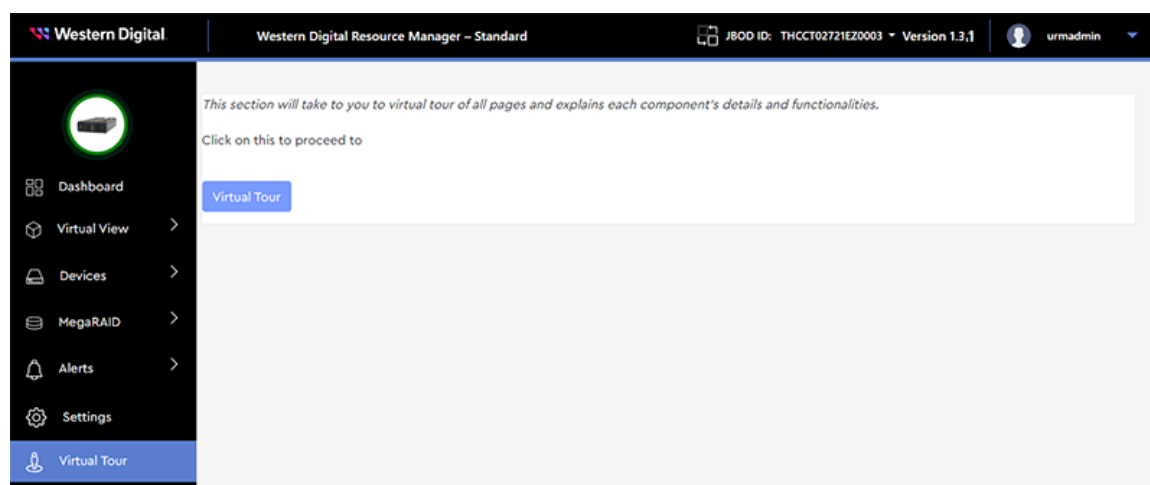 Western Digital.
Western Digital Resource Manager – Standard
JBOD ID: THCCT02721EZ0003
Version 1.3.1
urmadmin
Dashboard
Virtual View
Devices
MegaRAID
Alerts
Settings
Virtual Tour
This section will take to you to virtual tour of all pages and explains each component's details and functionalities.
Click on this to proceed to
Virtual Tour